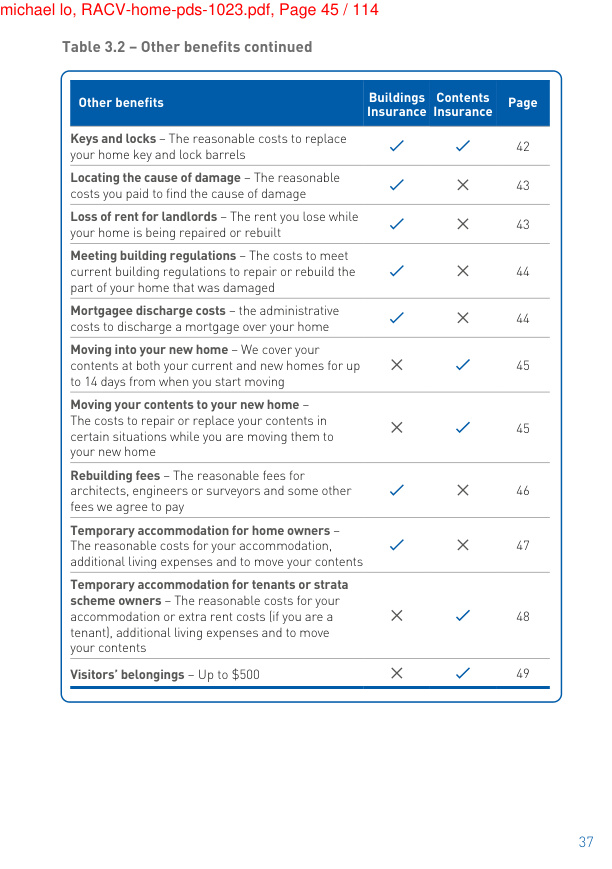 michael lo, RACV-home-pds-1023.pdf, Page 45 / 114
Table 3.2 – Other benefits continued
Other benefits
Buildings Insurance
Contents Insurance
Page
Keys and locks – The reasonable costs to replace
your home key and lock barrels
✓ ✓ 42
Locating the cause of damage – The reasonable
costs you paid to find the cause of damage
✓ ✕ 43
Loss of rent for landlords – The rent you lose while
your home is being repaired or rebuilt
✓ ✕ 43
Meeting building regulations – The costs to meet
current building regulations to repair or rebuild the
part of your home that was damaged
✓ ✕ 44
Mortgagee discharge costs – the administrative
costs to discharge a mortgage over your home
✓ ✕ 44
Moving into your new home – We cover your
contents at both your current and new homes for up
to 14 days from when you start moving
✕ ✓ 45
Moving your contents to your new home –
The costs to repair or replace your contents in
certain situations while you are moving them to
your new home
✕ ✓ 45
Rebuilding fees – The reasonable fees for
architects, engineers or surveyors and some other
fees we agree to pay
✓ ✕ 46
Temporary accommodation for home owners –
The reasonable costs for your accommodation,
additional living expenses and to move your contents
✓ ✕ 47
Temporary accommodation for tenants or strata
scheme owners – The reasonable costs for your
accommodation or extra rent costs (if you are a
tenant), additional living expenses and to move
your contents
✕ ✓ 48
Visitors’ belongings – Up to $500
✕ ✓ 49
37